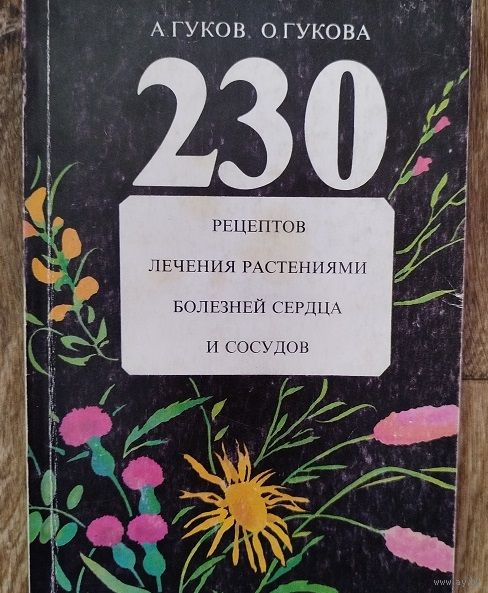 А.ГУКОВ. О.ГУКОВА
230
РЕЦЕПТОВ
ЛЕЧЕНИЯ РАСТЕНИЯМИ
БОЛЕЗНЕЙ СЕРДЦА
И СОСУДОВ